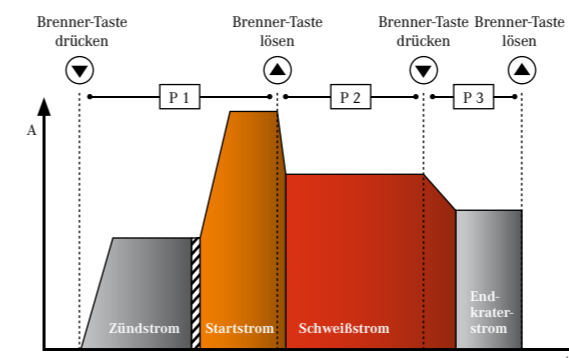 Brenner-Taste
drücken
Brenner-Taste
lösen
Brenner-Taste
drücken
Brenner-Taste
lösen
P 1
P 2
P 3
A
Zündstrom
Startstrom
Schweißstrom
End-
krater-
strom